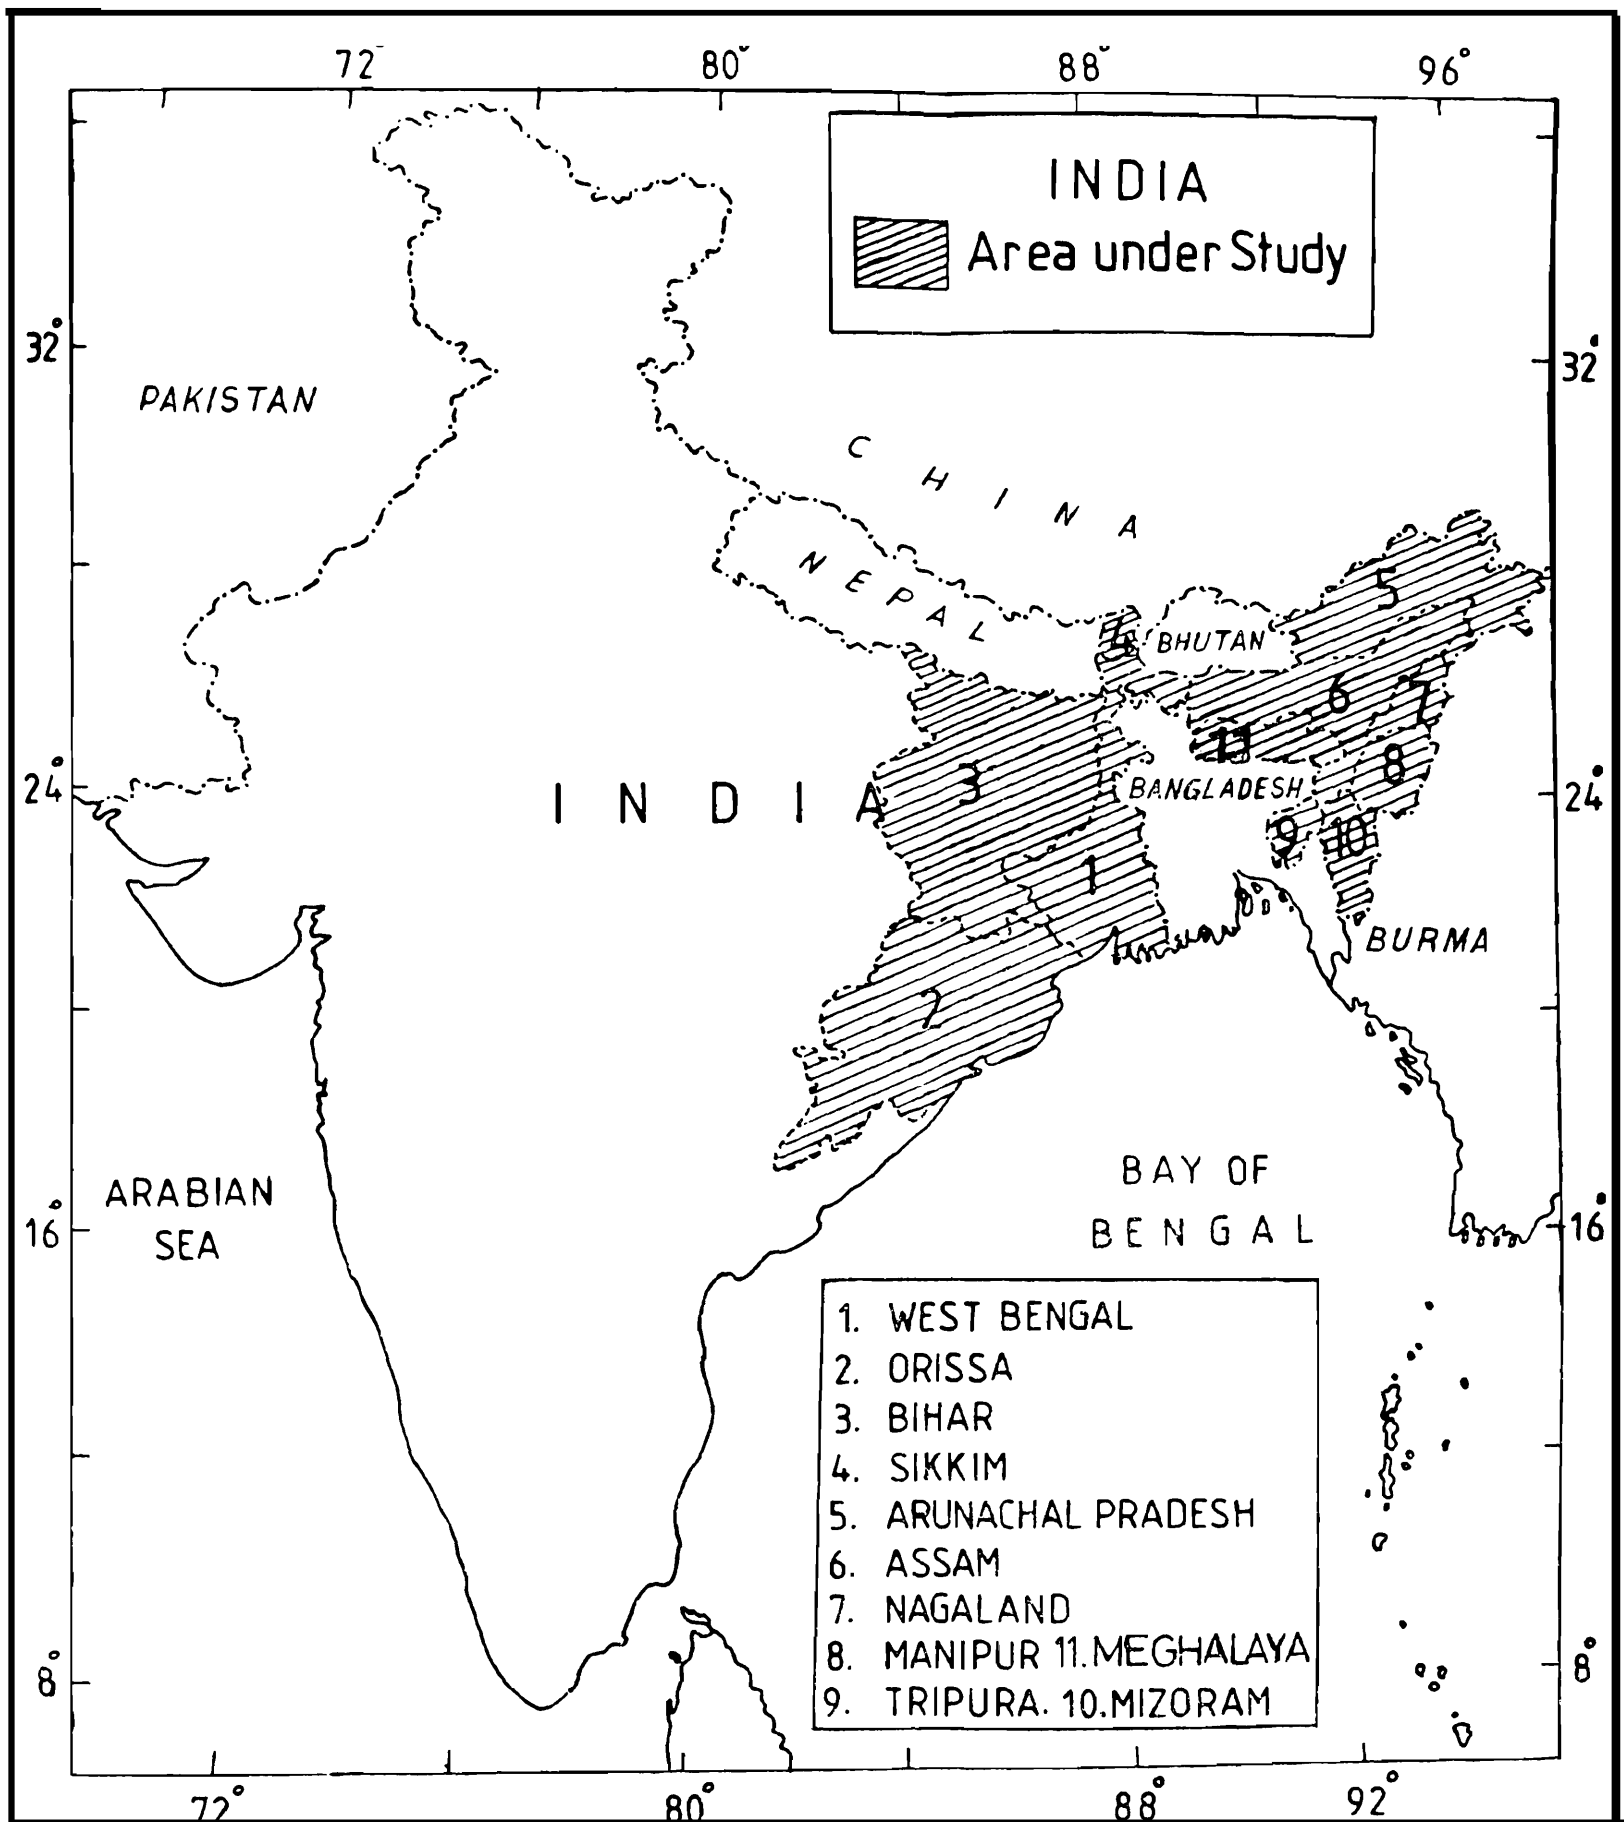 72° 80° 88° 96°
INDIA
Area under Study
32° 32°
PAKISTAN
CHINA
NEPAL
5
4
BHUTAN
6 7
11
8
3
INDIA
BANGLADESH
24° 24°
9 10
1
BURMA
2
ARABIAN
SEA
BAY OF
BENGAL
16° 16°
1. WEST BENGAL
2. ORISSA
3. BIHAR
4. SIKKIM
5. ARUNACHAL PRADESH
6. ASSAM
7. NAGALAND
8. MANIPUR 11. MEGHALAYA
9. TRIPURA. 10. MIZORAM
8° 8°
72° 80° 88° 92°